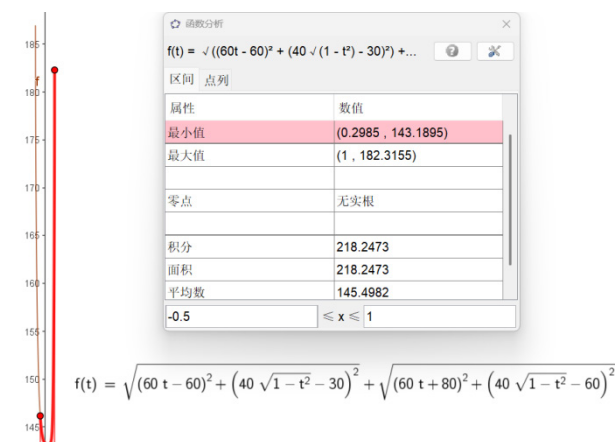 函数分析
f(t) = √((60t - 60)² + (40 √(1 - t²) - 30)²) +...
区间 点列
属性 数值
最小值 (0.2985 , 143.1895)
最大值 (1 , 182.3155)
零点 无实根
积分 218.2473
面积 218.2473
平均数 145.4982
-0.5 ≤ x ≤ 1
185
f
180
175
170
165
160
155
150
145
f(t) = √((60 t − 60)² + (40 √(1 − t²) − 30)²) + √((60 t + 80)² + (40 √(1 − t²) − 60)²)